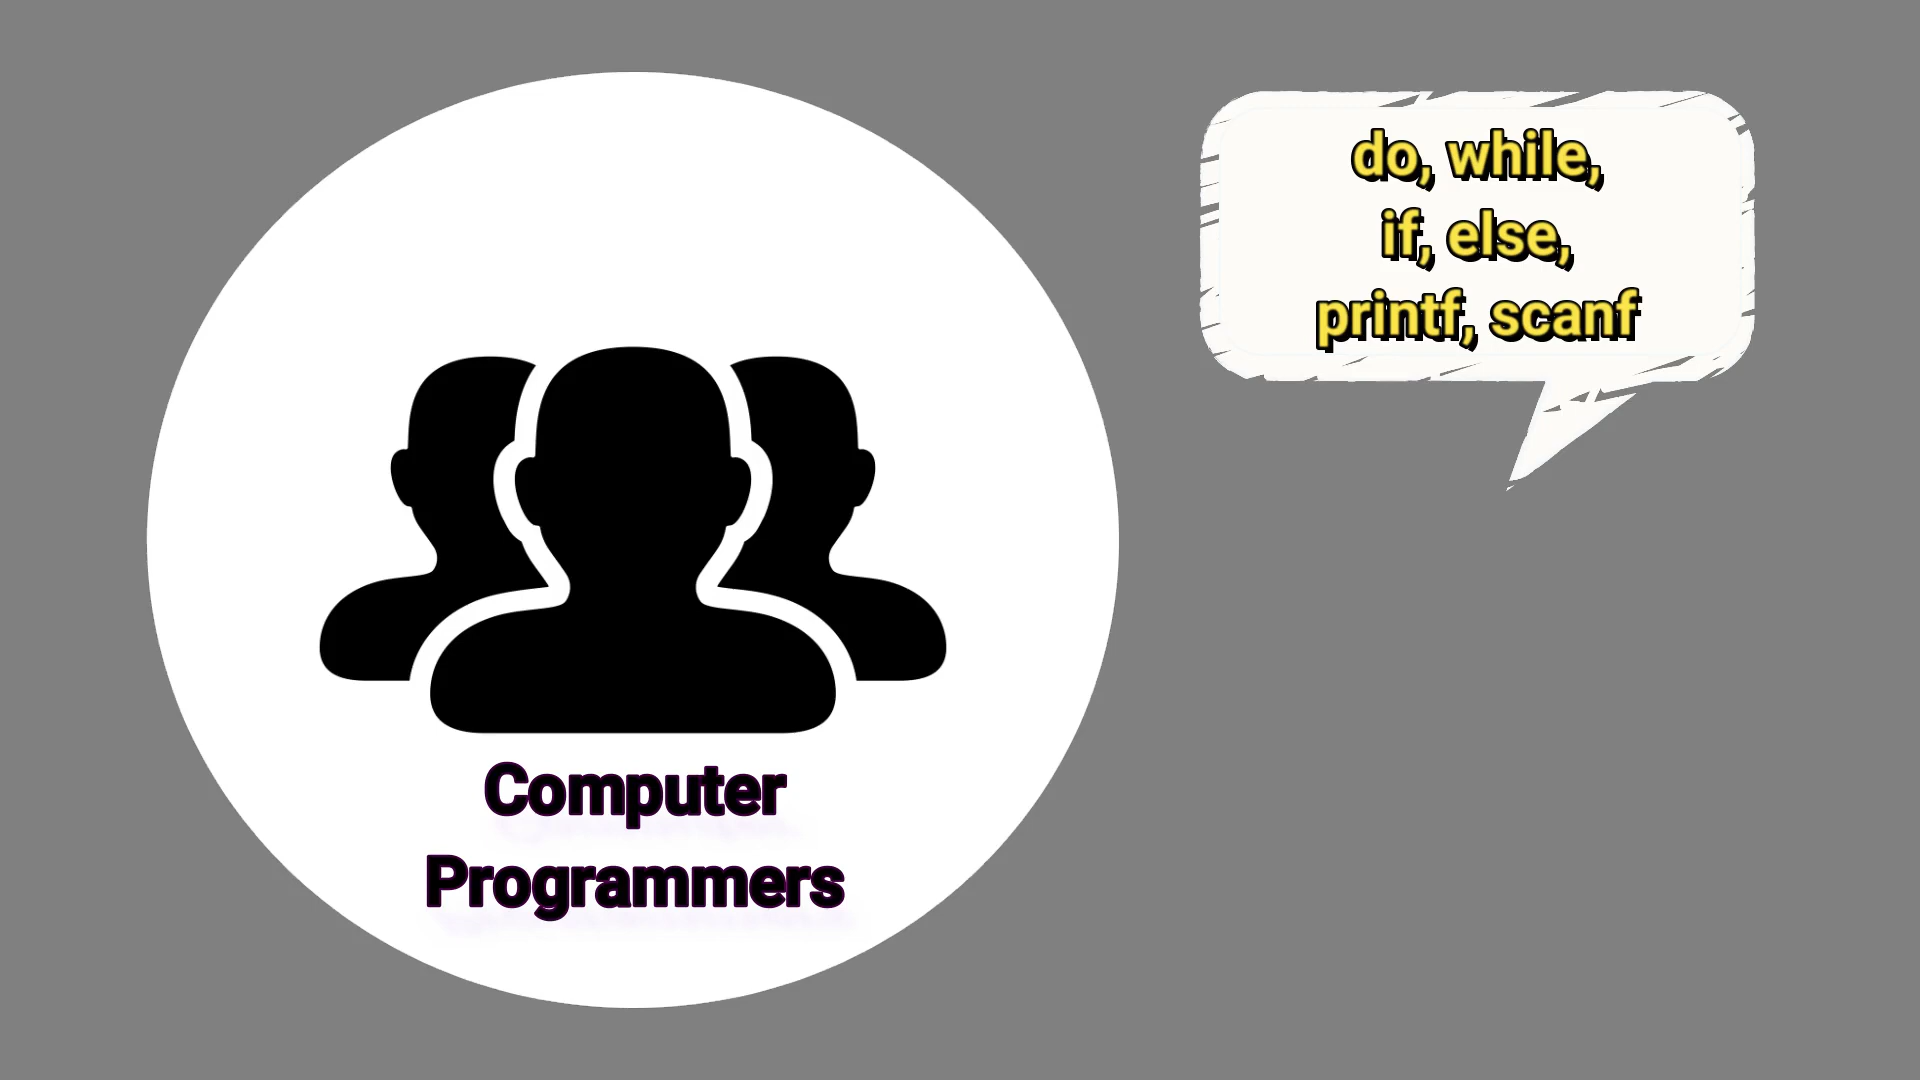 do, while,
if, else,
printf, scanf
Computer
Programmers